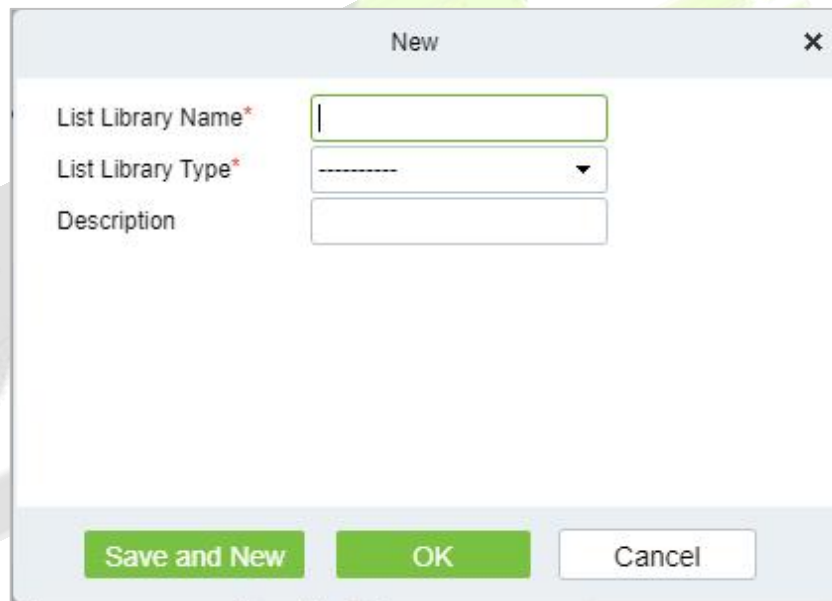 New
List Library Name*
List Library Type* ----------
Description
Save and New OK Cancel